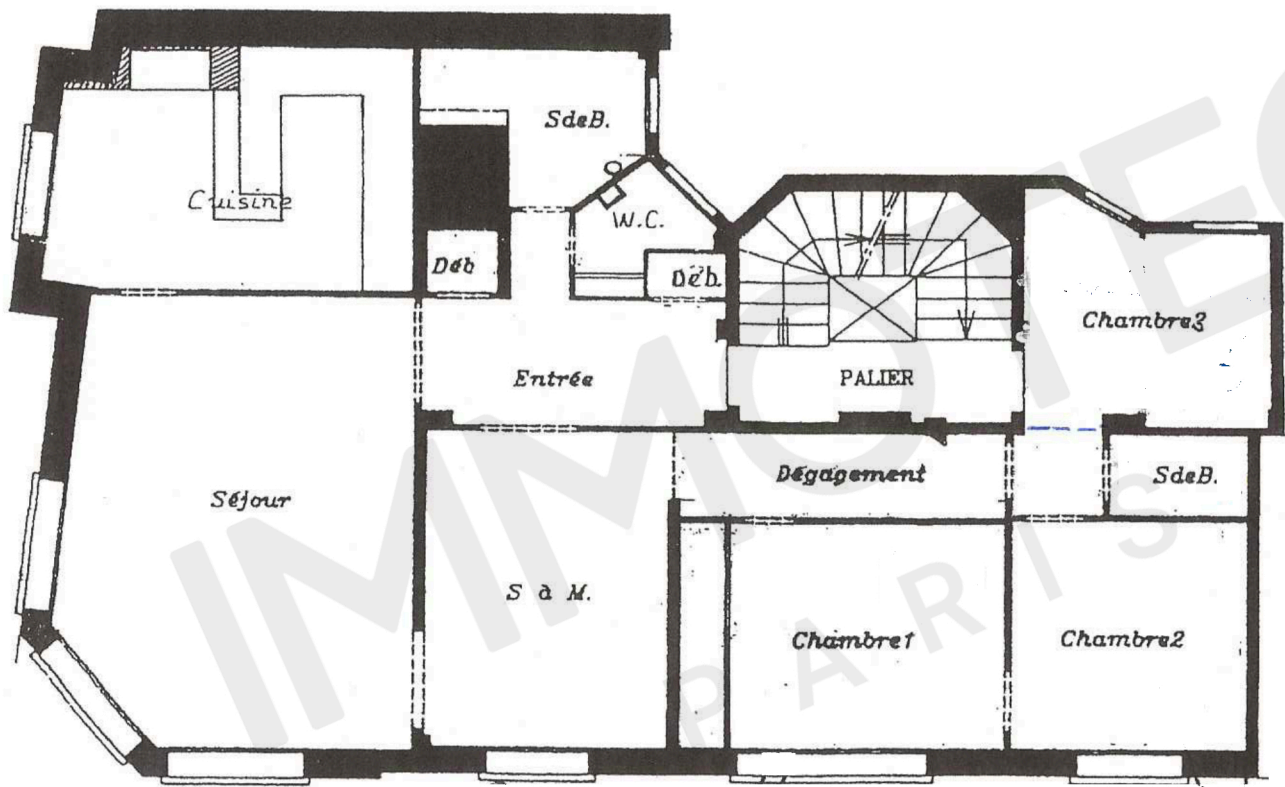 SdeB.
Cuisine
W.C.
Déb
Déb.
Chambre3
Entrée
PALIER
Dégagement
SdeB.
Séjour
S à M.
Chambre1
Chambre2
IMMOTEC
PARIS